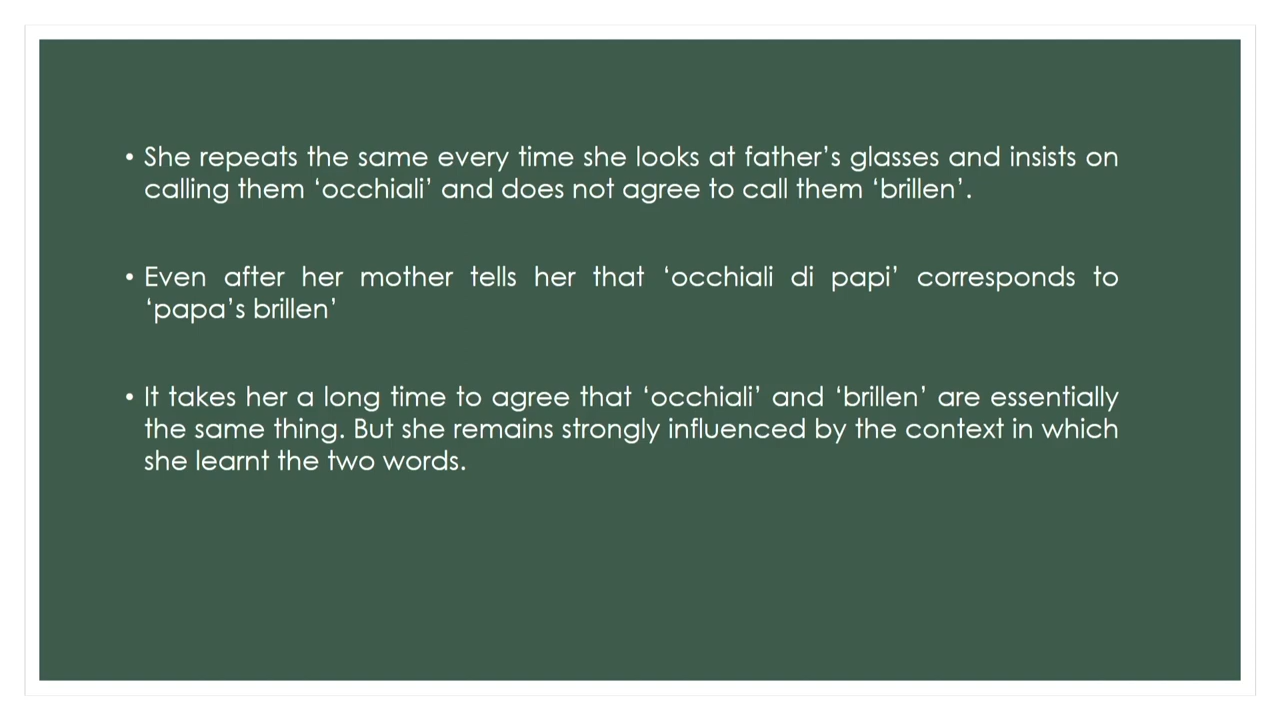 • She repeats the same every time she looks at father’s glasses and insists on
calling them ‘occhiali’ and does not agree to call them ‘brillen’.
• Even after her mother tells her that ‘occhiali di papi’ corresponds to
‘papa’s brillen’
• It takes her a long time to agree that ‘occhiali’ and ‘brillen’ are essentially
the same thing. But she remains strongly influenced by the context in which
she learnt the two words.